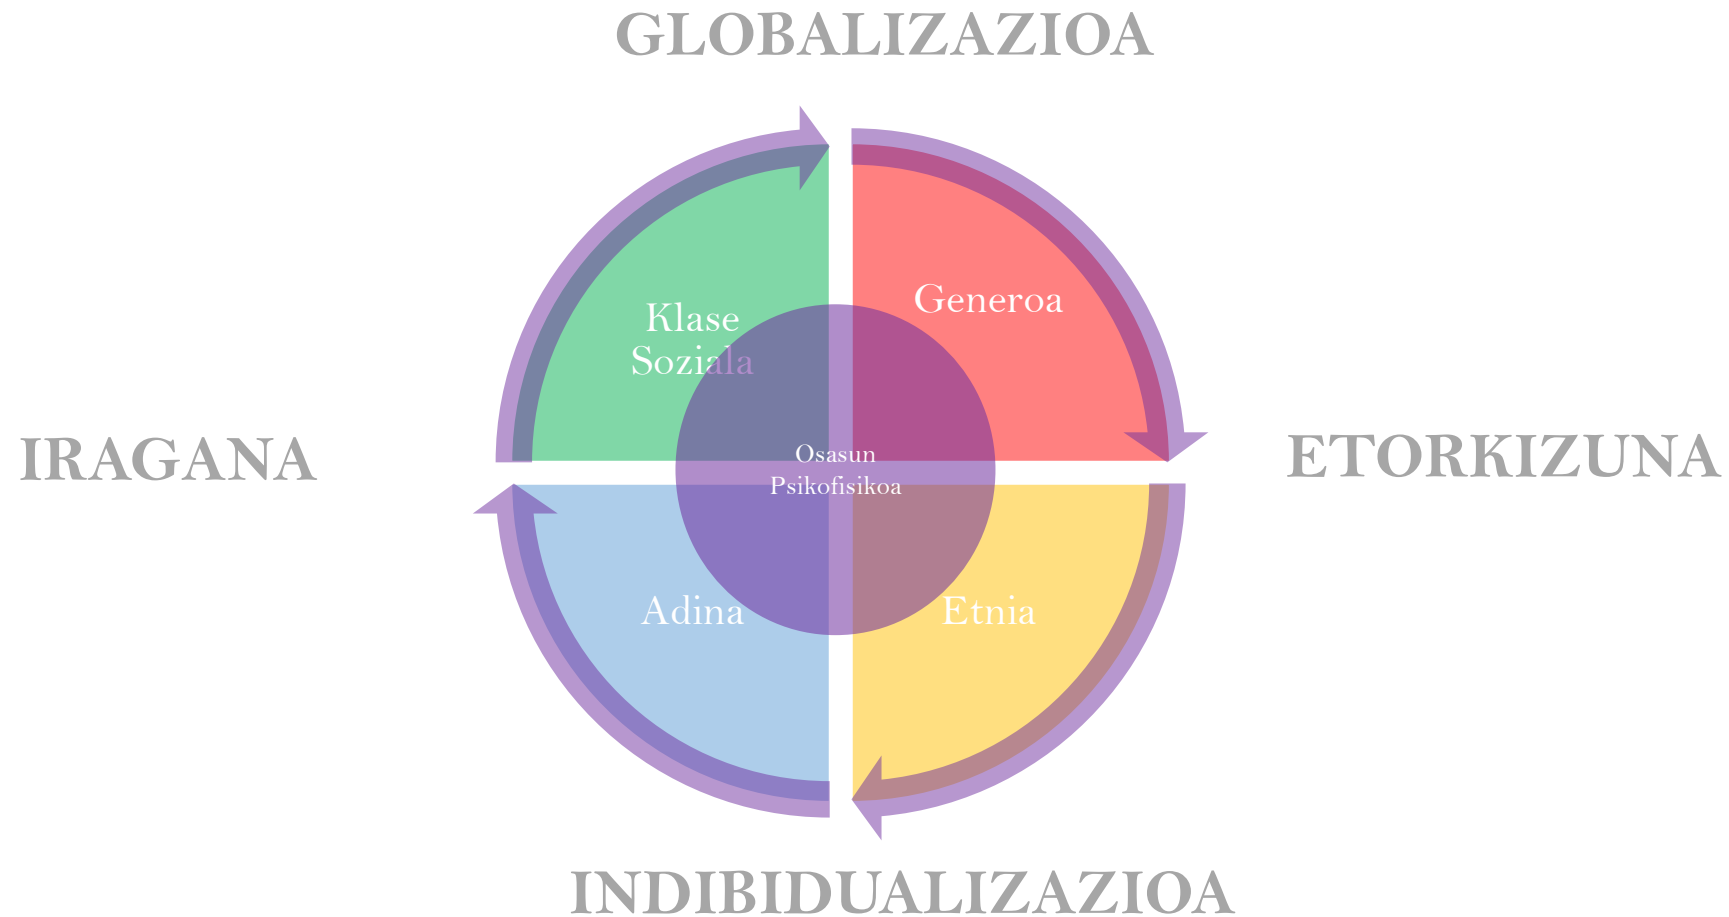 GLOBALIZAZIOA
Generoa
Klase
Soziala
IRAGANA
Osasun
Psikofisikoa
ETORKIZUNA
Adina
Etnia
INDIBIDUALIZAZIOA